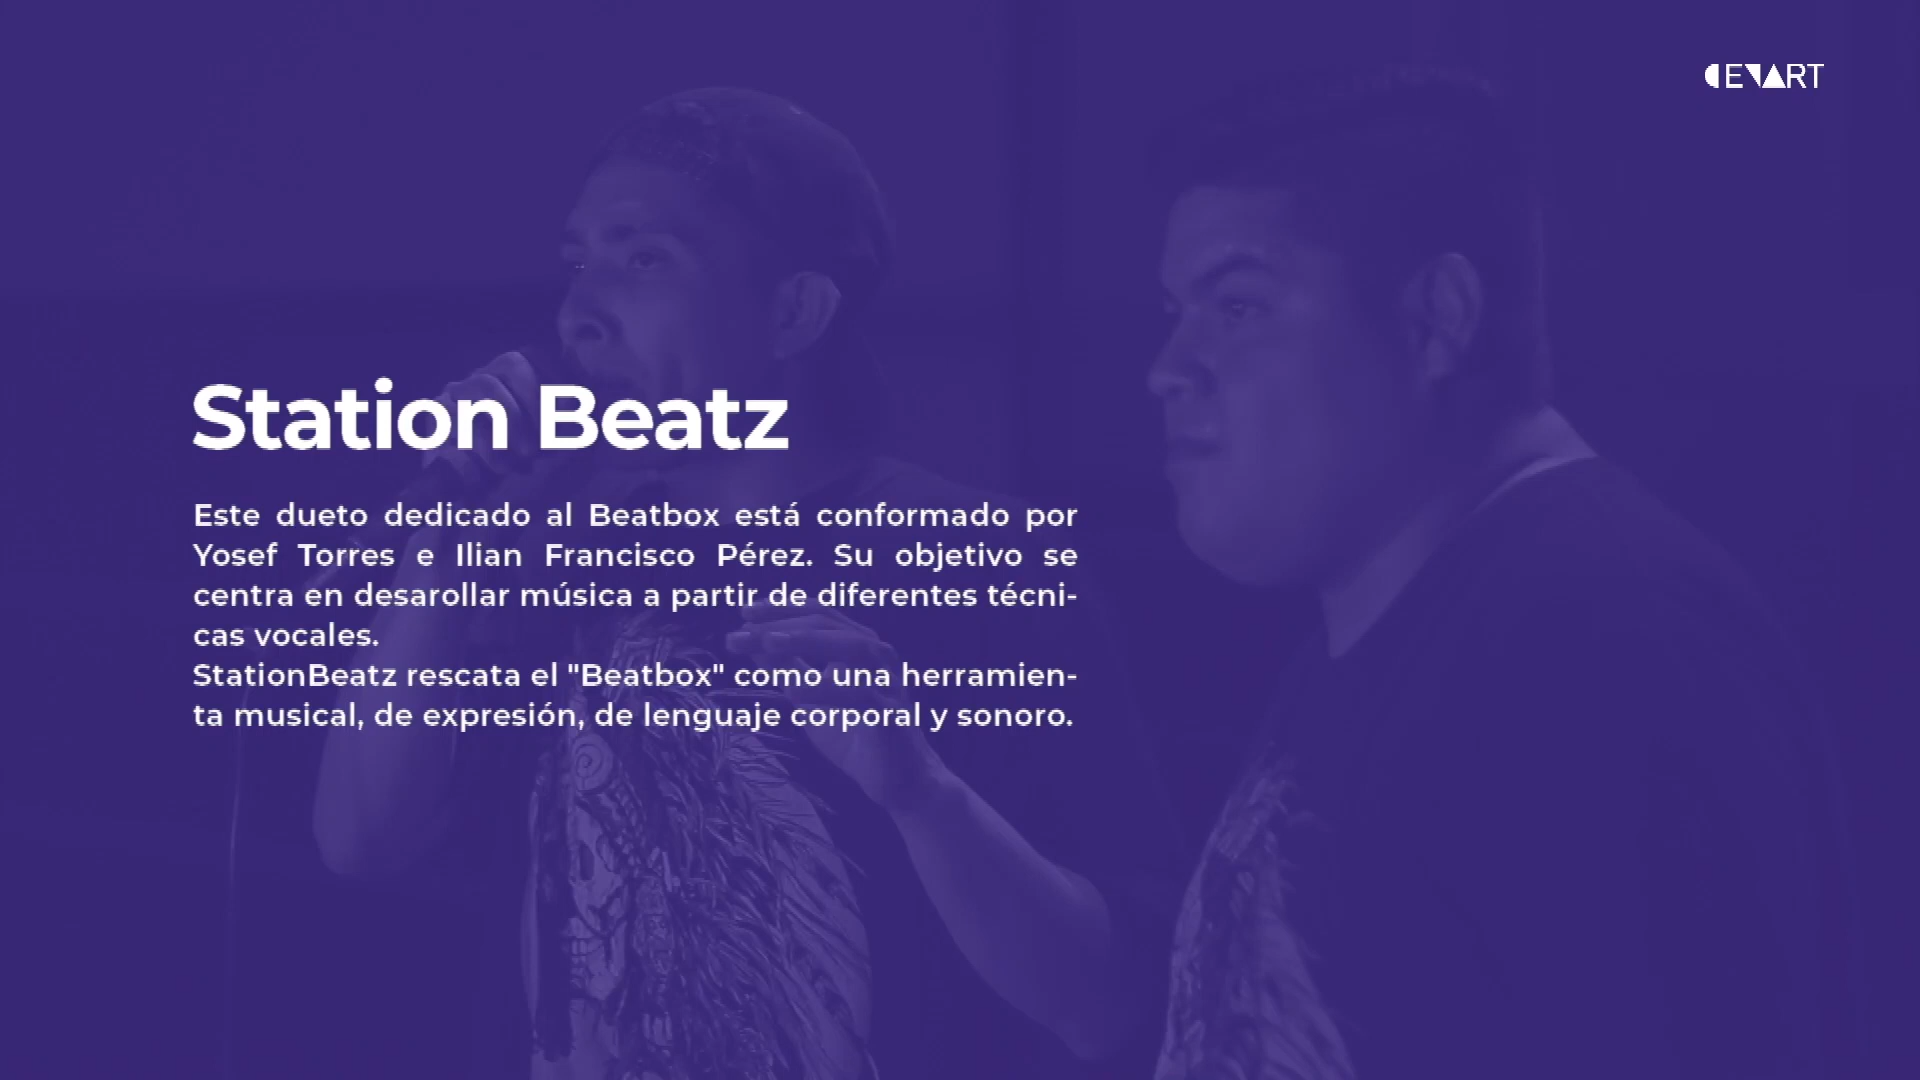 CENART
Station Beatz
Este dueto dedicado al Beatbox está conformado por
Yosef Torres e Ilian Francisco Pérez. Su objetivo se
centra en desarollar música a partir de diferentes técni-
cas vocales.
StationBeatz rescata el "Beatbox" como una herramien-
ta musical, de expresión, de lenguaje corporal y sonoro.